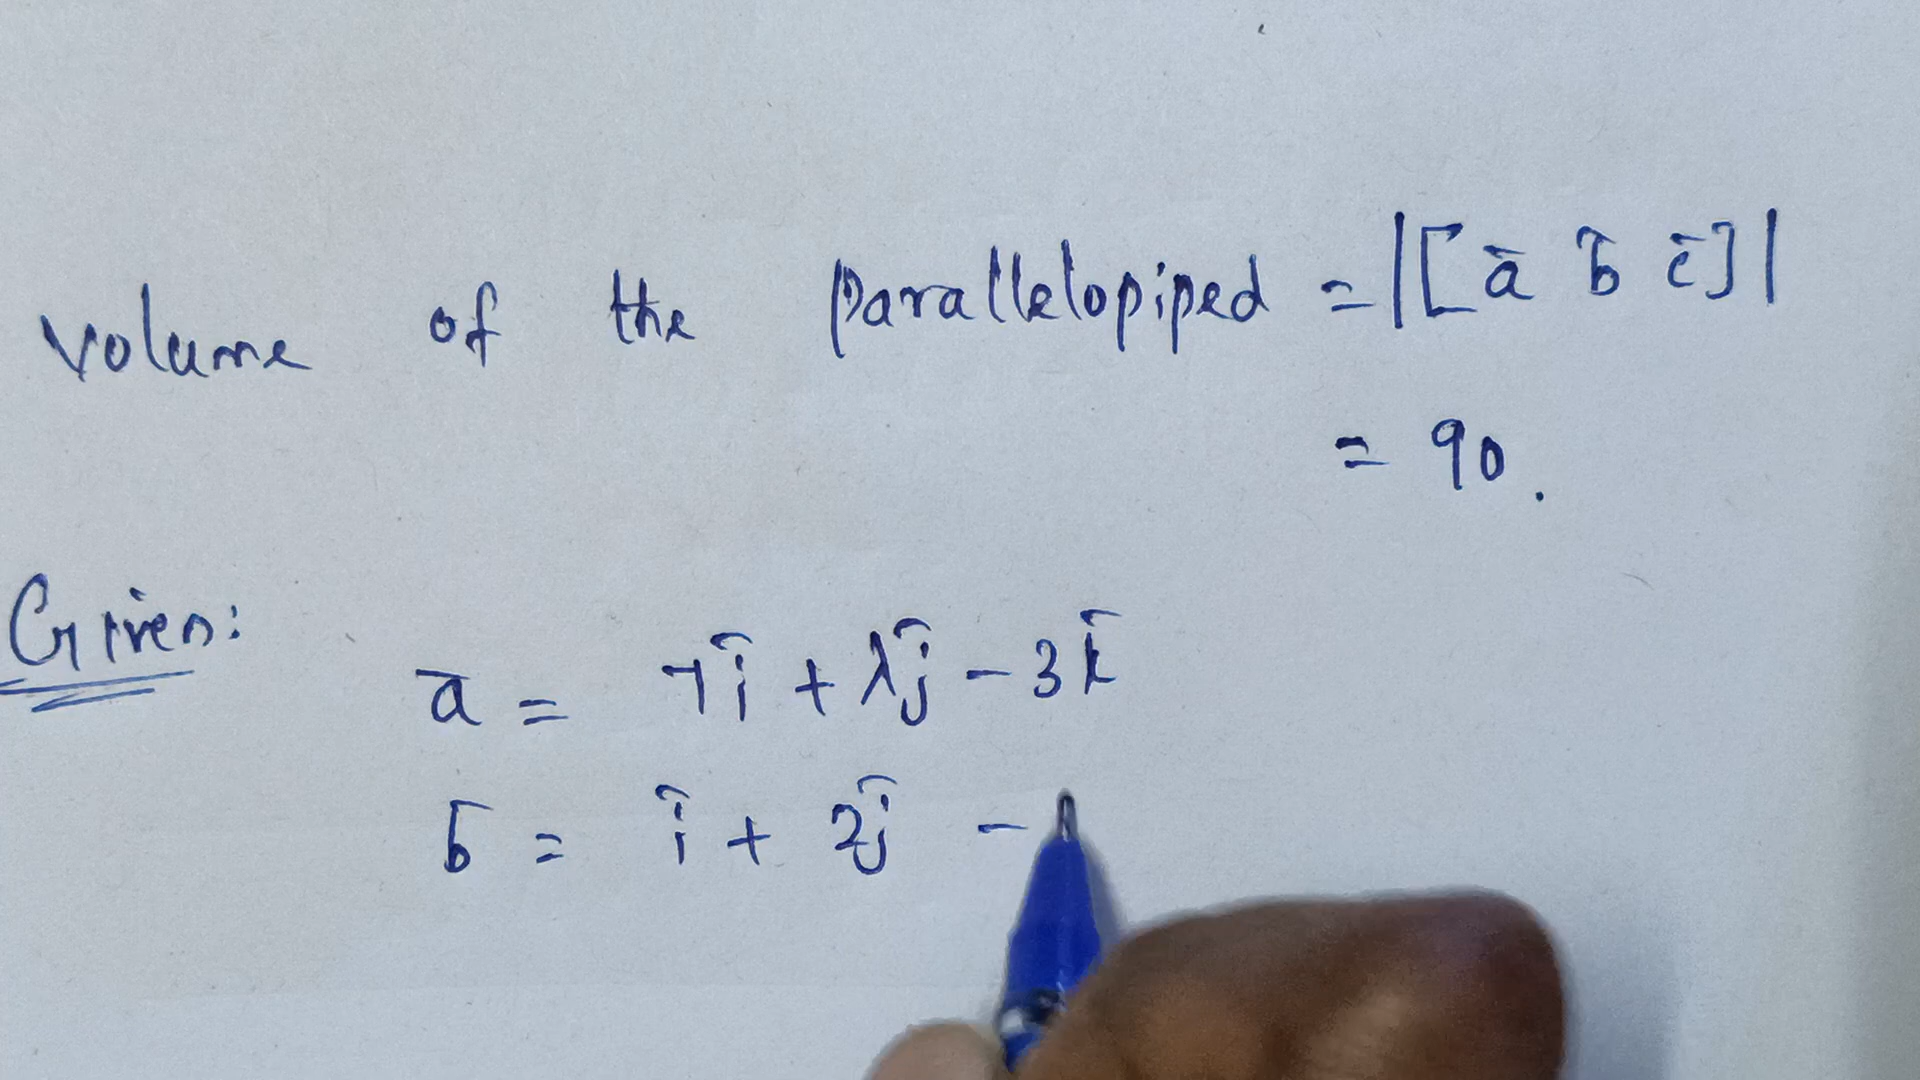 volume of the parallelopiped = |[ā b̄ c̄]|
= 90.
Given:
ā = 7î + λĵ - 3k̂
b̄ = î + 2ĵ -